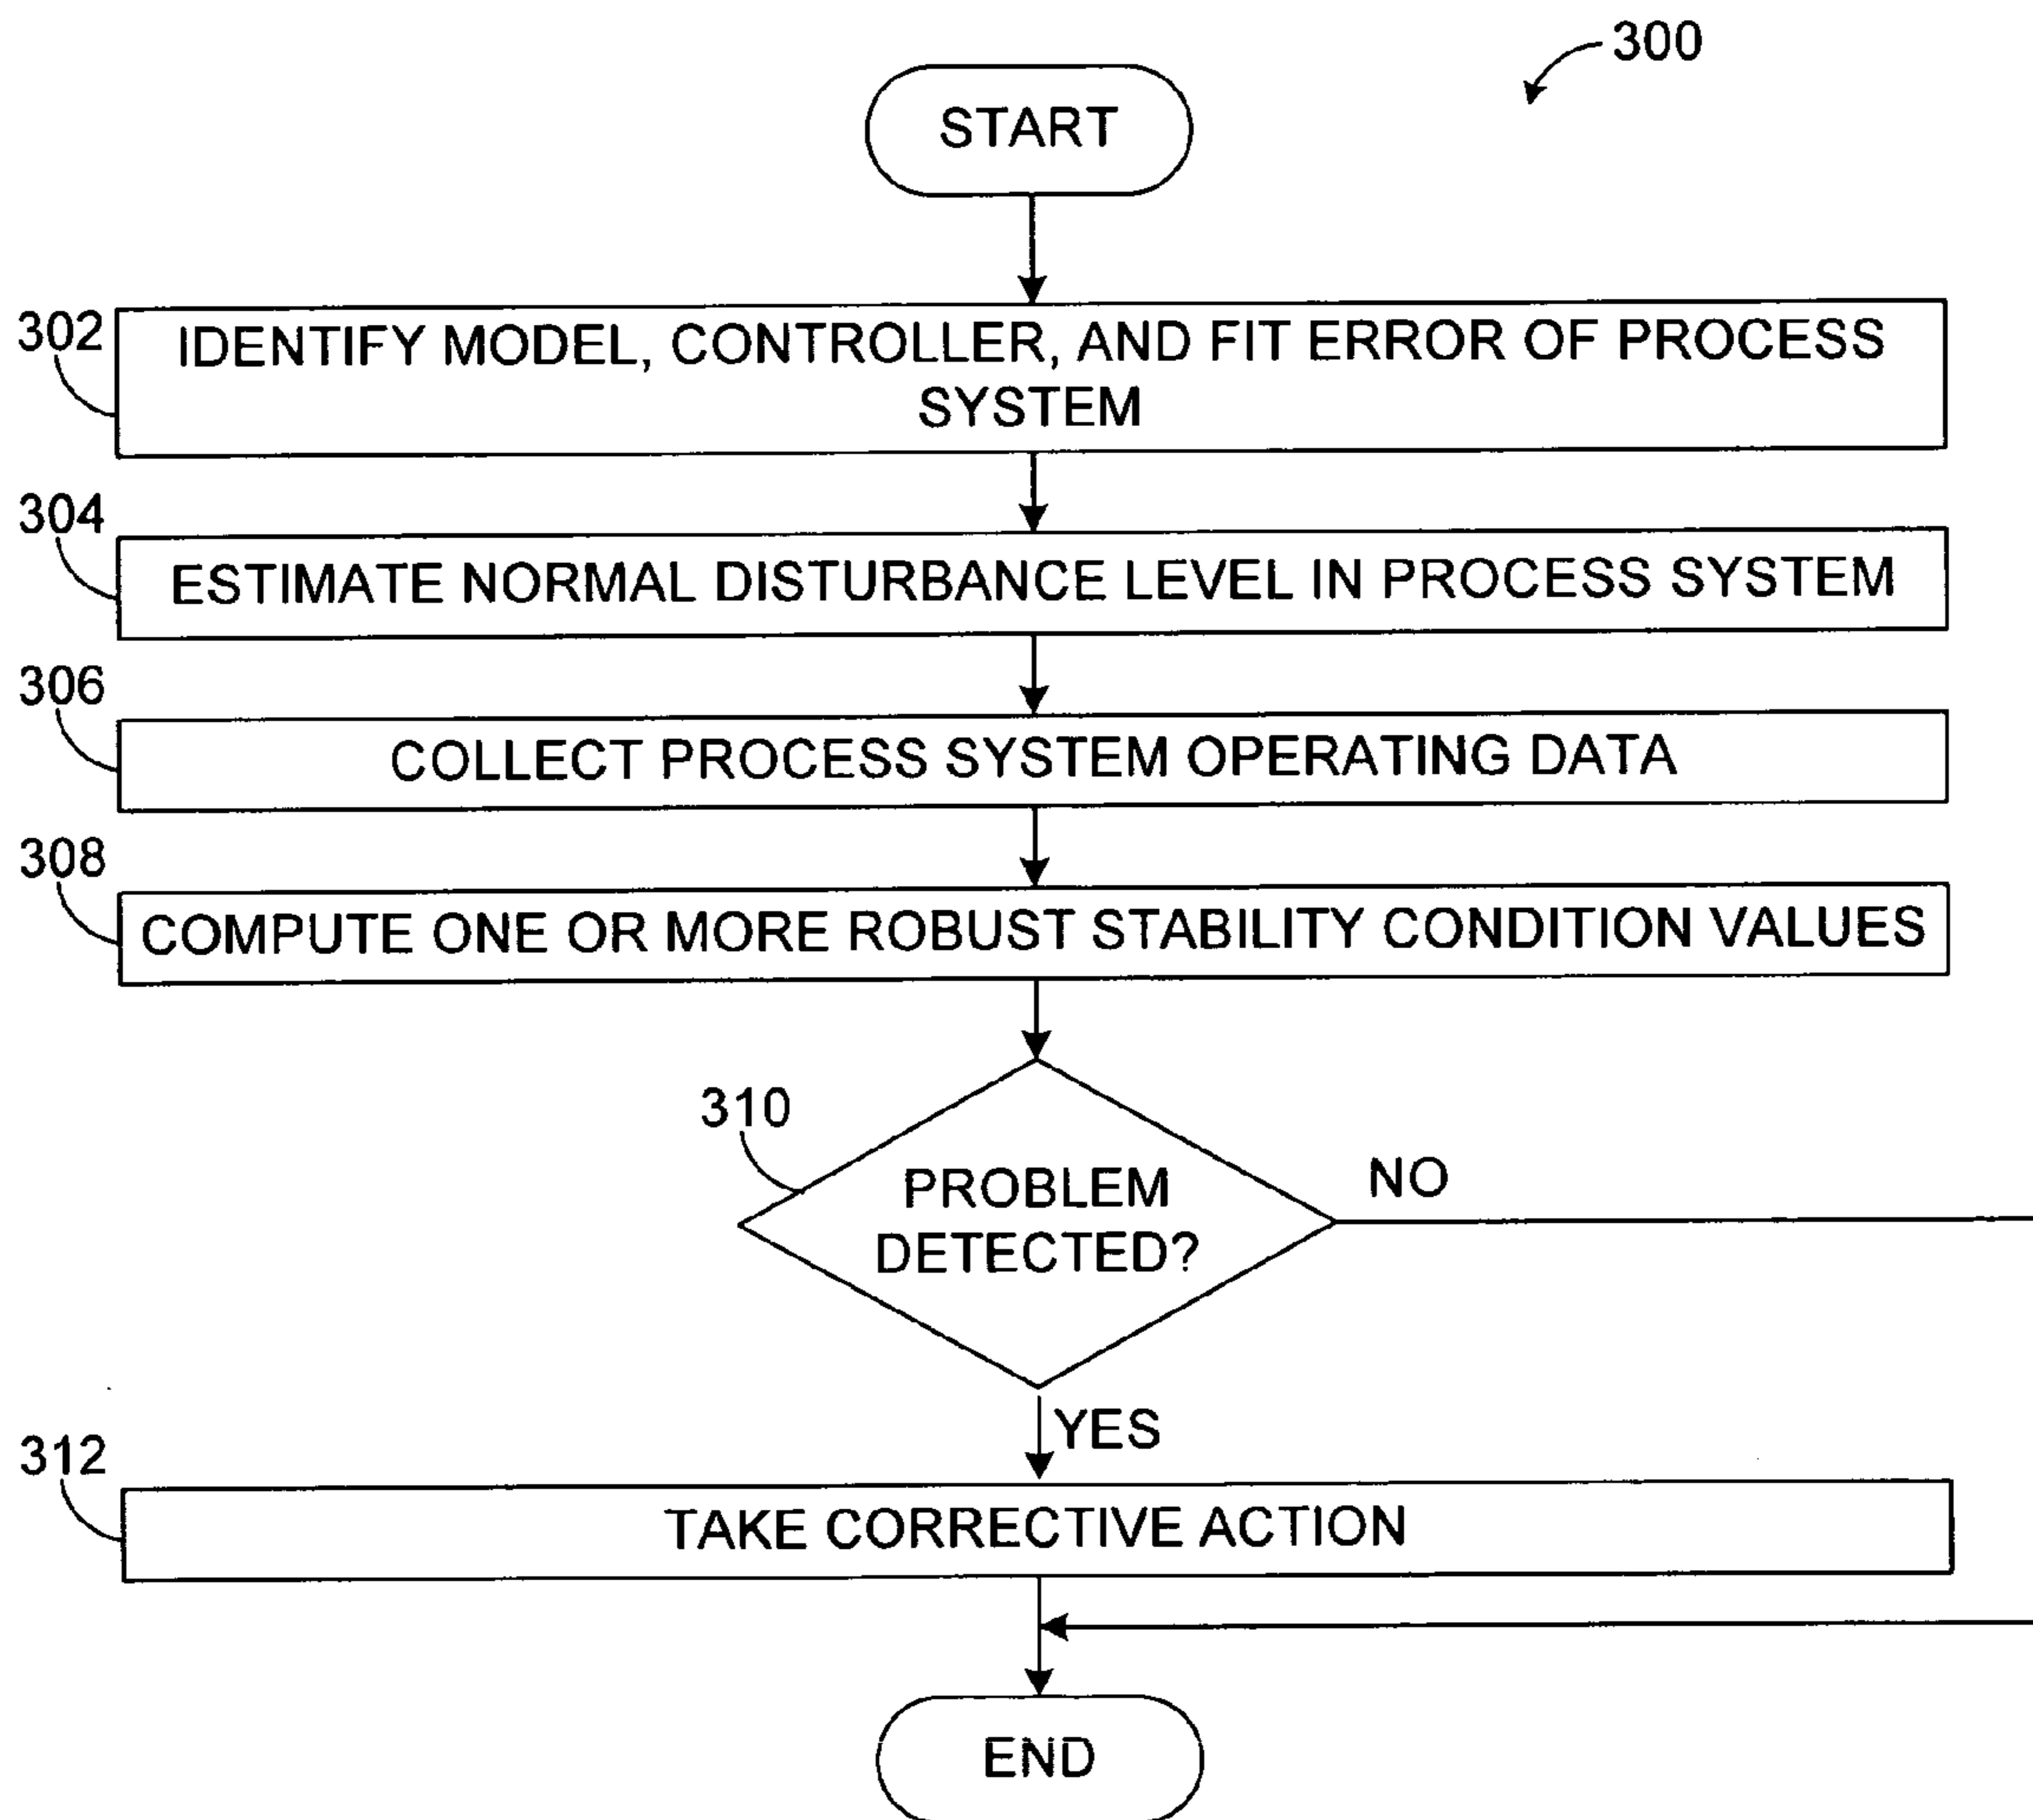 300
START
302
IDENTIFY MODEL, CONTROLLER, AND FIT ERROR OF PROCESS
SYSTEM
304
ESTIMATE NORMAL DISTURBANCE LEVEL IN PROCESS SYSTEM
306
COLLECT PROCESS SYSTEM OPERATING DATA
308
COMPUTE ONE OR MORE ROBUST STABILITY CONDITION VALUES
310
PROBLEM
DETECTED?
NO
YES
312
TAKE CORRECTIVE ACTION
END